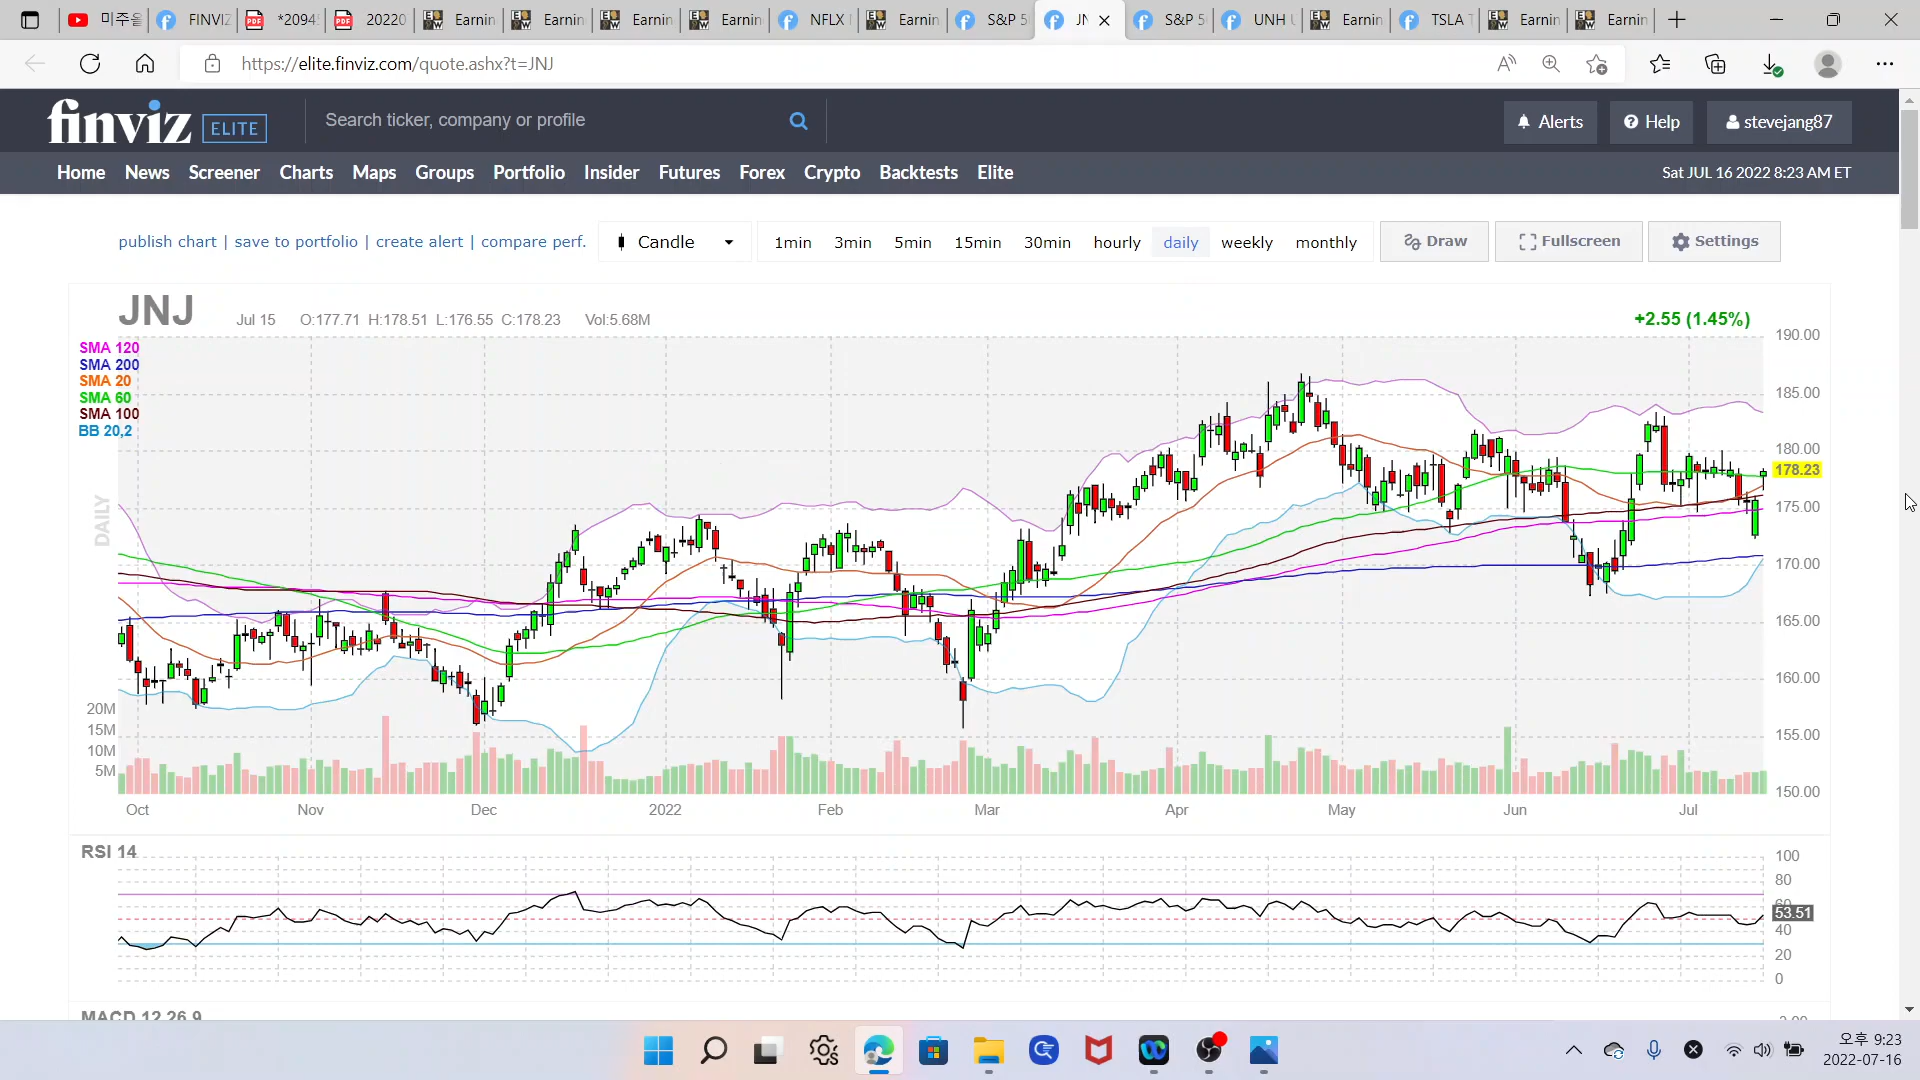 미주을
FINVIZ
*2094
20220
Earnin
Earnin
Earnin
Earnin
NFLX
Earnin
S&P 5
JN
S&P 5
UNH U
Earnin
TSLA T
Earnin
Earnin
https://elite.finviz.com/quote.ashx?t=JNJ
finviz ELITE
Search ticker, company or profile
Alerts
Help
stevejang87
Home News Screener Charts Maps Groups Portfolio Insider Futures Forex Crypto Backtests Elite
Sat JUL 16 2022 8:23 AM ET
publish chart | save to portfolio | create alert | compare perf.
Candle
1min 3min 5min 15min 30min hourly daily weekly monthly
Draw
Fullscreen
Settings
JNJ
Jul 15 O:177.71 H:178.51 L:176.55 C:178.23 Vol:5.68M
+2.55 (1.45%)
SMA 120
SMA 200
SMA 20
SMA 60
SMA 100
BB 20,2
DAILY
190.00
185.00
180.00
178.23
175.00
170.00
165.00
160.00
155.00
150.00
20M
15M
10M
5M
Oct Nov Dec 2022 Feb Mar Apr May Jun Jul
RSI 14
100
80
60
53.51
40
20
0
MACD 12,26,9
오후 9:23
2022-07-16